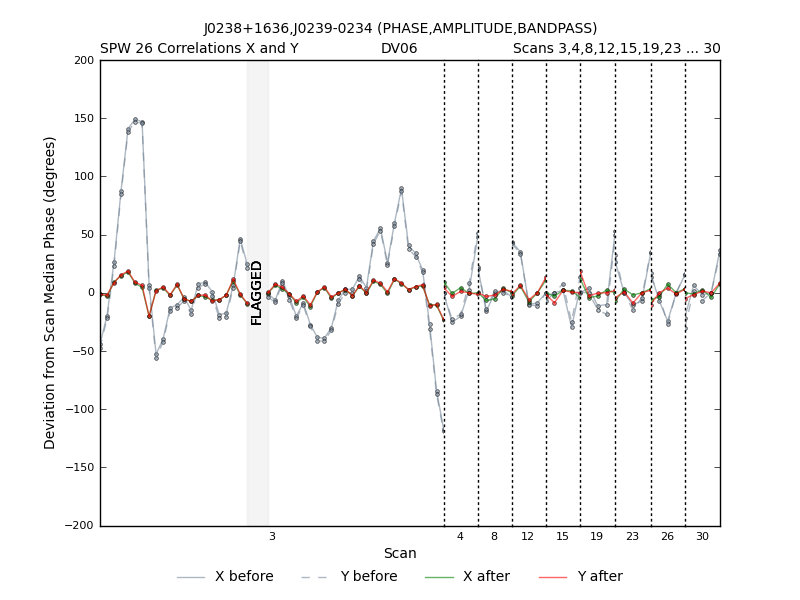 J0238+1636,J0239-0234 (PHASE,AMPLITUDE,BANDPASS)
SPW 26 Correlations X and Y DV06 Scans 3,4,8,12,15,19,23 ... 30
200
150
100
50
0
−50
−100
−150
−200
Deviation from Scan Median Phase (degrees)
FLAGGED
3 4 8 12 15 19 23 26 30
Scan
X before Y before X after Y after